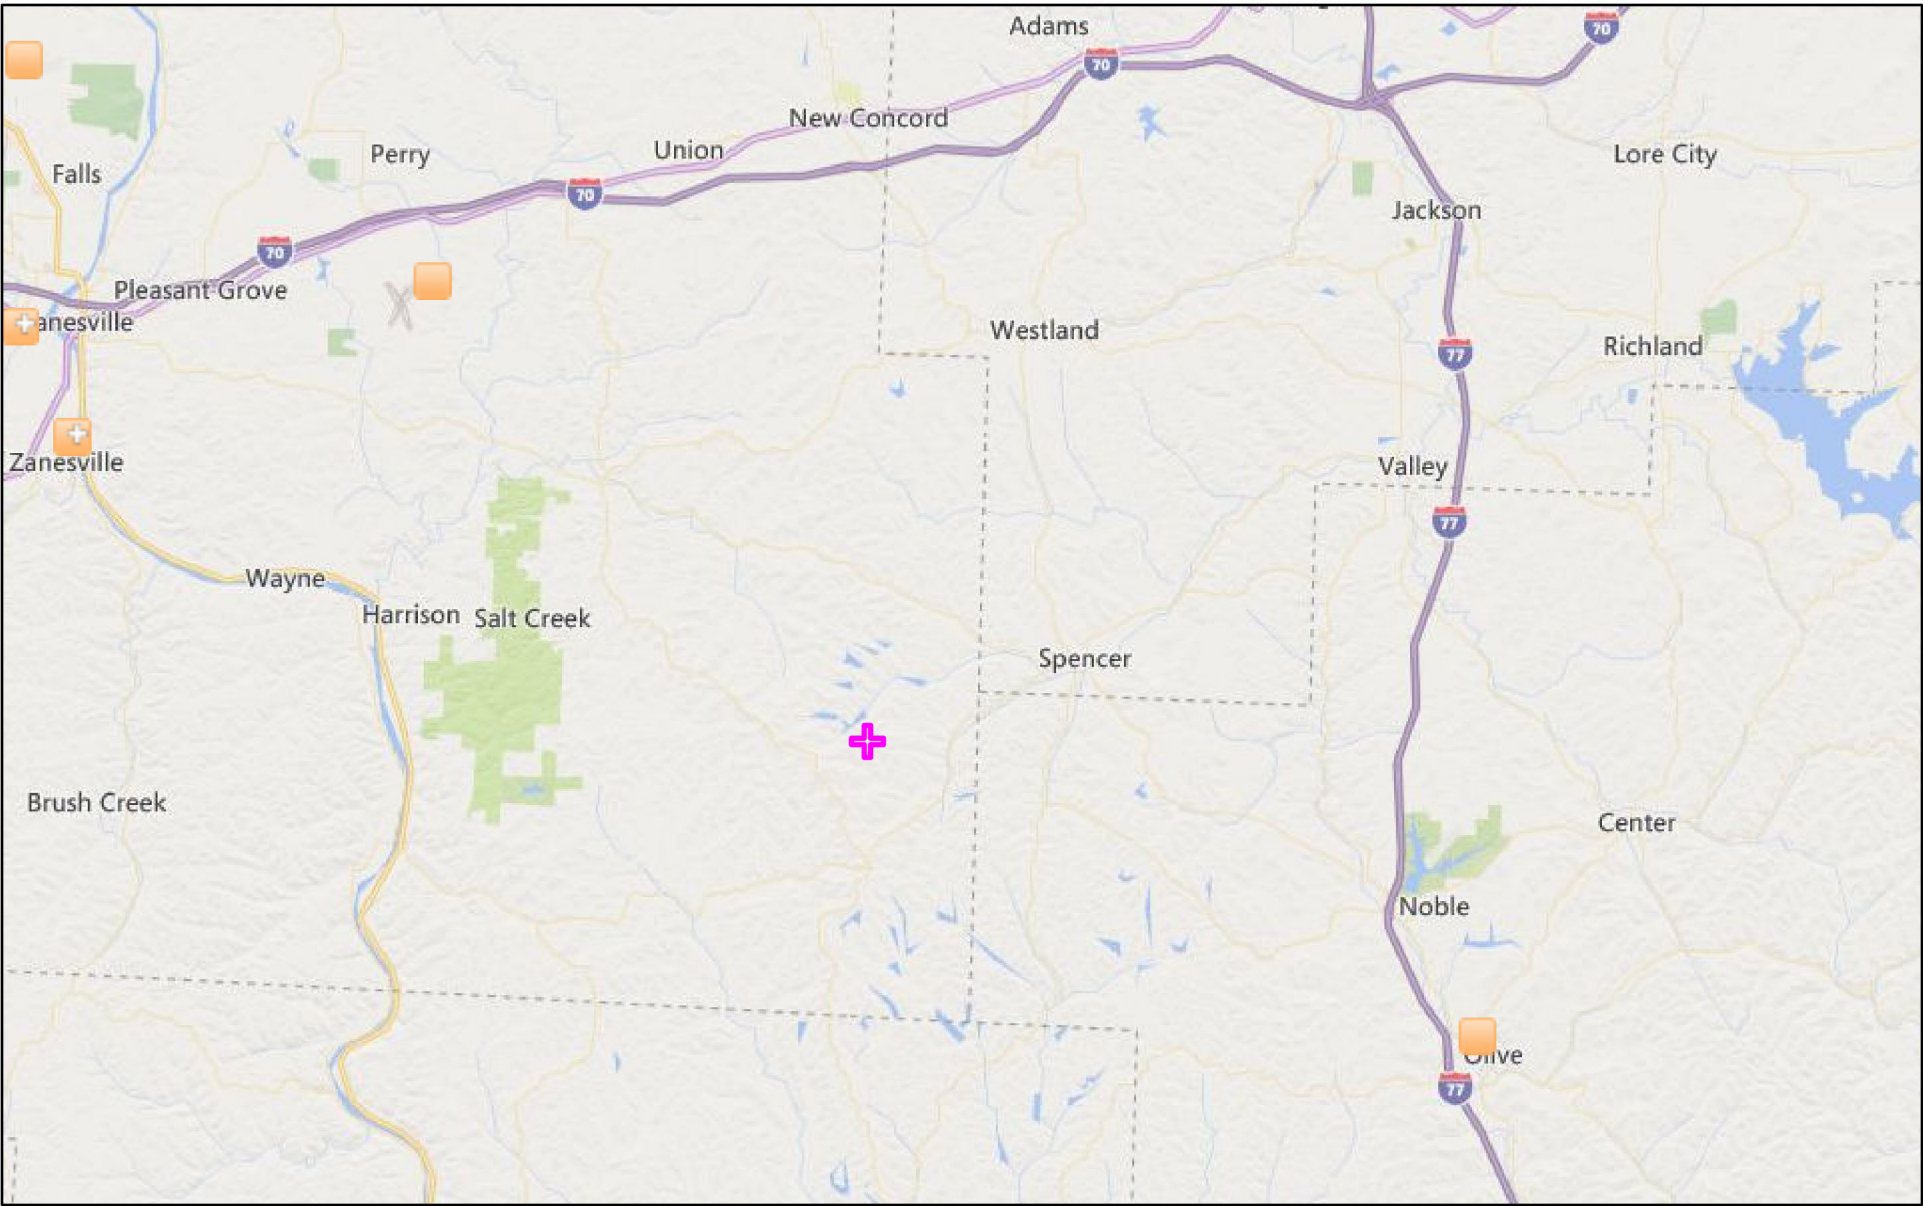 Adams
70
70
New Concord
Union
Perry
Lore City
Falls
70
Jackson
70
Pleasant Grove
anesville
Westland
Richland
77
Zanesville
Valley
77
Wayne
Harrison
Salt Creek
Spencer
Brush Creek
Center
Noble
Olive
77